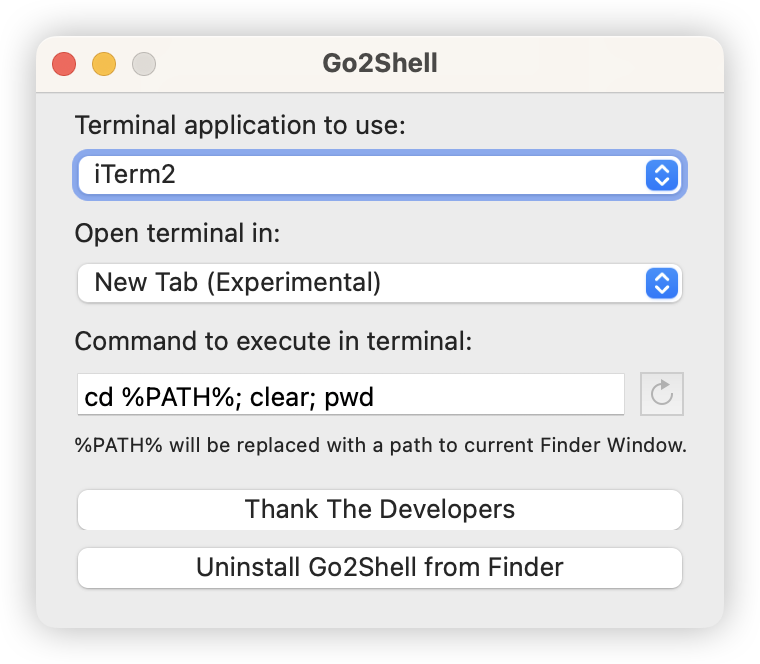 Go2Shell
Terminal application to use:
iTerm2
Open terminal in:
New Tab (Experimental)
Command to execute in terminal:
cd %PATH%; clear; pwd
%PATH% will be replaced with a path to current Finder Window.
Thank The Developers
Uninstall Go2Shell from Finder